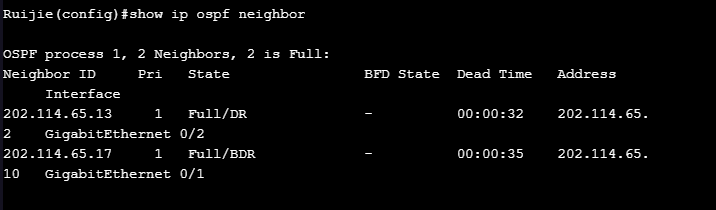 Ruijie(config)#show ip ospf neighbor
OSPF process 1, 2 Neighbors, 2 is Full:
Neighbor ID     Pri   State                  BFD State  Dead Time   Address
     Interface
202.114.65.13     1   Full/DR                -          00:00:32    202.114.65.
2    GigabitEthernet 0/2
202.114.65.17     1   Full/BDR               -          00:00:35    202.114.65.
10   GigabitEthernet 0/1